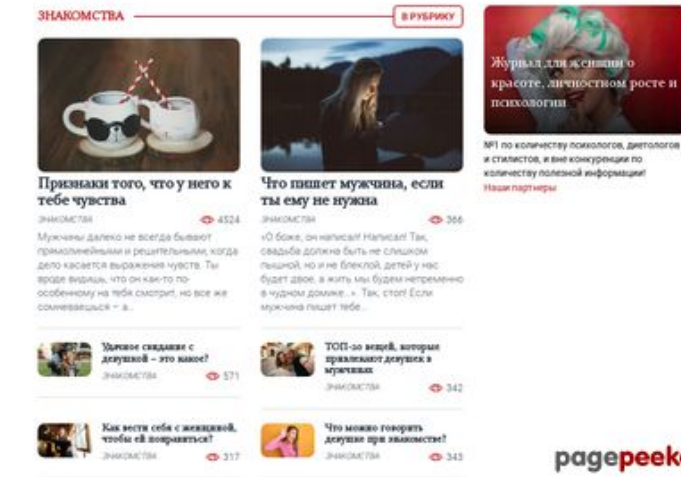 ЗНАКОМСТВА
В РУБРИКУ
Признаки того, что у него к
тебе чувства
ЗНАКОМСТВА 4524
Мужчины далеко не всегда бывают
прямолинейными и решительными, когда
дело касается выражения чувств. Ты
вроде видишь, что он как-то по-
особенному на тебя смотрит, но все же
сомневаешься – а...
Что пишет мужчина, если
ты ему не нужна
ЗНАКОМСТВА 366
«О боже, он написал! Написал! Так,
свадьба должна быть не слишком
пышной, но и не блеклой, детей у нас
будет двое, а жить мы будем непременно
в чудном домике...». Так, стоп! Если
мужчина пишет тебе...
Удачное свидание с
девушкой – это какое?
ЗНАКОМСТВА 571
ТОП-20 вещей, которые
привлекают девушек в
мужчинах
ЗНАКОМСТВА 342
Как вести себя с женщиной,
чтобы ей понравиться?
ЗНАКОМСТВА 317
Что можно говорить
девушке при знакомстве?
ЗНАКОМСТВА 343
Журнал для женщин о
красоте, личностном росте и
психологии
№1 по количеству психологов, диетологов
и стилистов, и вне конкуренции по
количеству полезной информации!
Наши партнеры
pagepeeke